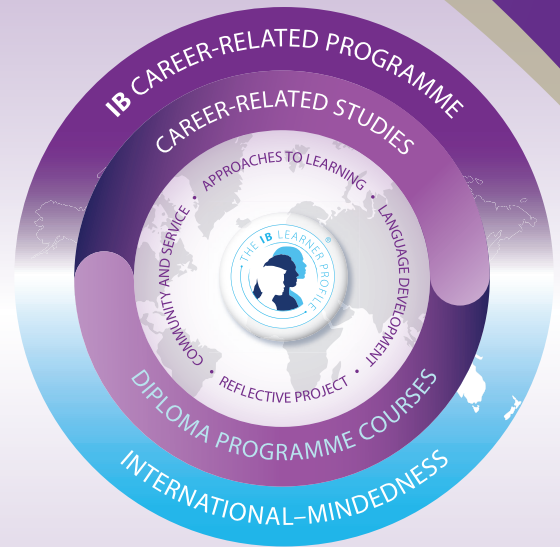 IB CAREER-RELATED PROGRAMME
CAREER-RELATED STUDIES
APPROACHES TO LEARNING •
LANGUAGE DEVELOPMENT •
REFLECTIVE PROJECT •
COMMUNITY AND SERVICE •
THE IB LEARNER PROFILE ®
DIPLOMA PROGRAMME COURSES
INTERNATIONAL–MINDEDNESS